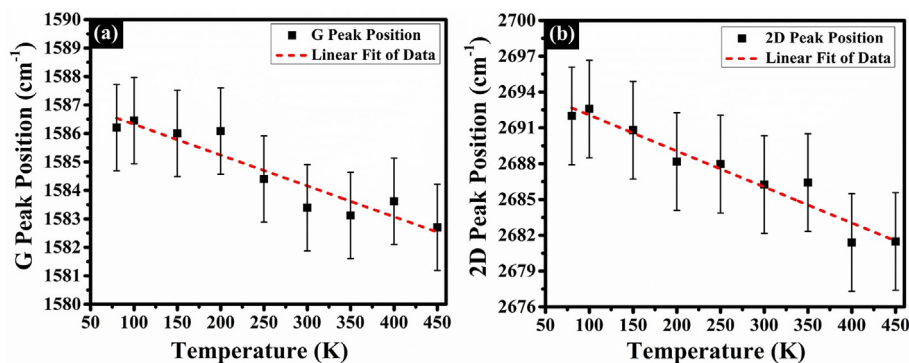 (a)
G Peak Position
Linear Fit of Data
1590
1589
1588
1587
1586
1585
1584
1583
1582
1581
1580
G Peak Position (cm⁻¹)
50 100 150 200 250 300 350 400 450
Temperature (K)
(b)
2D Peak Position
Linear Fit of Data
2700
2697
2694
2691
2688
2685
2682
2679
2676
2D Peak Position (cm⁻¹)
50 100 150 200 250 300 350 400 450
Temperature (K)